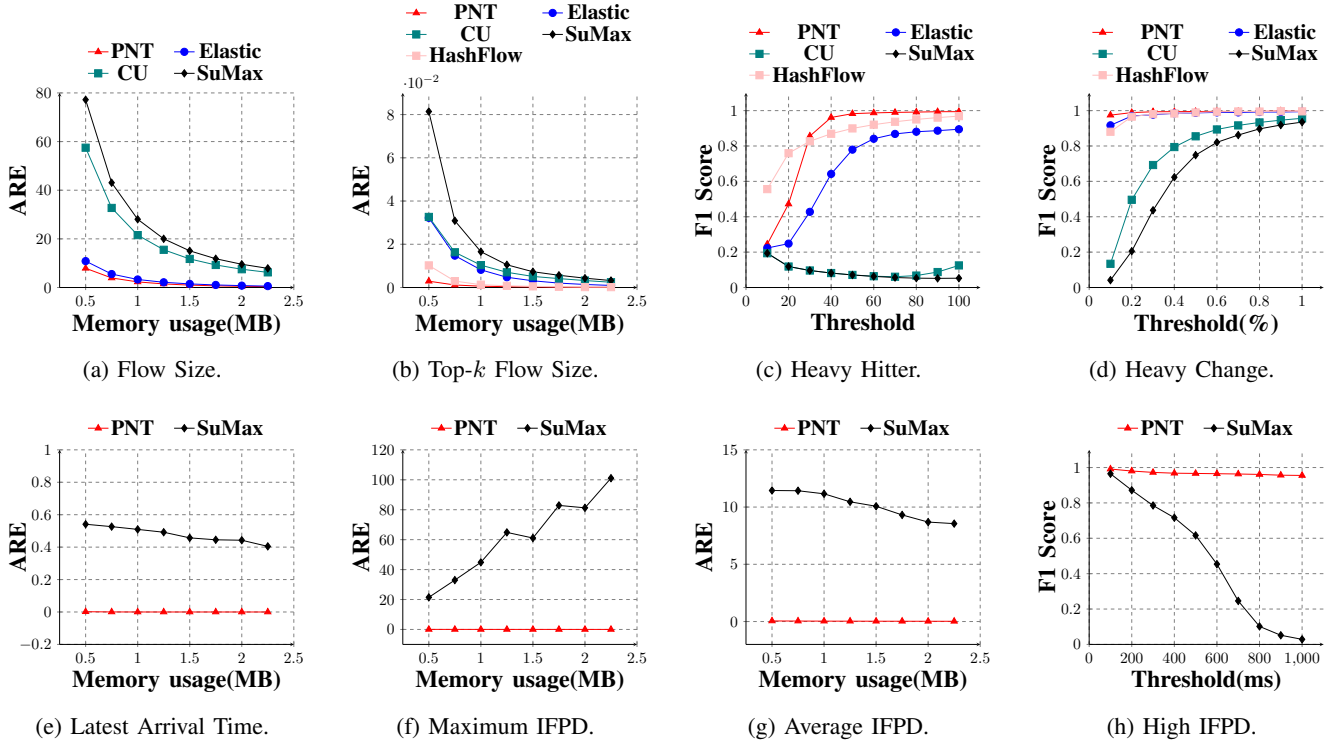 PNT Elastic
CU SuMax
80
60
40
20
0
0.5 1 1.5 2 2.5
ARE
Memory usage(MB)
(a) Flow Size.
PNT Elastic
CU SuMax
HashFlow
·10−2
8
6
4
2
0
0.5 1 1.5 2 2.5
ARE
Memory usage(MB)
(b) Top-k Flow Size.
PNT Elastic
CU SuMax
HashFlow
1
0.8
0.6
0.4
0.2
0
20 40 60 80 100
F1 Score
Threshold
(c) Heavy Hitter.
PNT Elastic
CU SuMax
HashFlow
1
0.8
0.6
0.4
0.2
0
0 0.2 0.4 0.6 0.8 1
F1 Score
Threshold(%)
(d) Heavy Change.
PNT SuMax
1
0.8
0.6
0.4
0.2
0
−0.2
0.5 1 1.5 2 2.5
ARE
Memory usage(MB)
(e) Latest Arrival Time.
PNT SuMax
120
100
80
60
40
20
0
0.5 1 1.5 2 2.5
ARE
Memory usage(MB)
(f) Maximum IFPD.
PNT SuMax
15
10
5
0
0.5 1 1.5 2 2.5
ARE
Memory usage(MB)
(g) Average IFPD.
PNT SuMax
1
0.8
0.6
0.4
0.2
0
0 200 400 600 800 1,000
F1 Score
Threshold(ms)
(h) High IFPD.